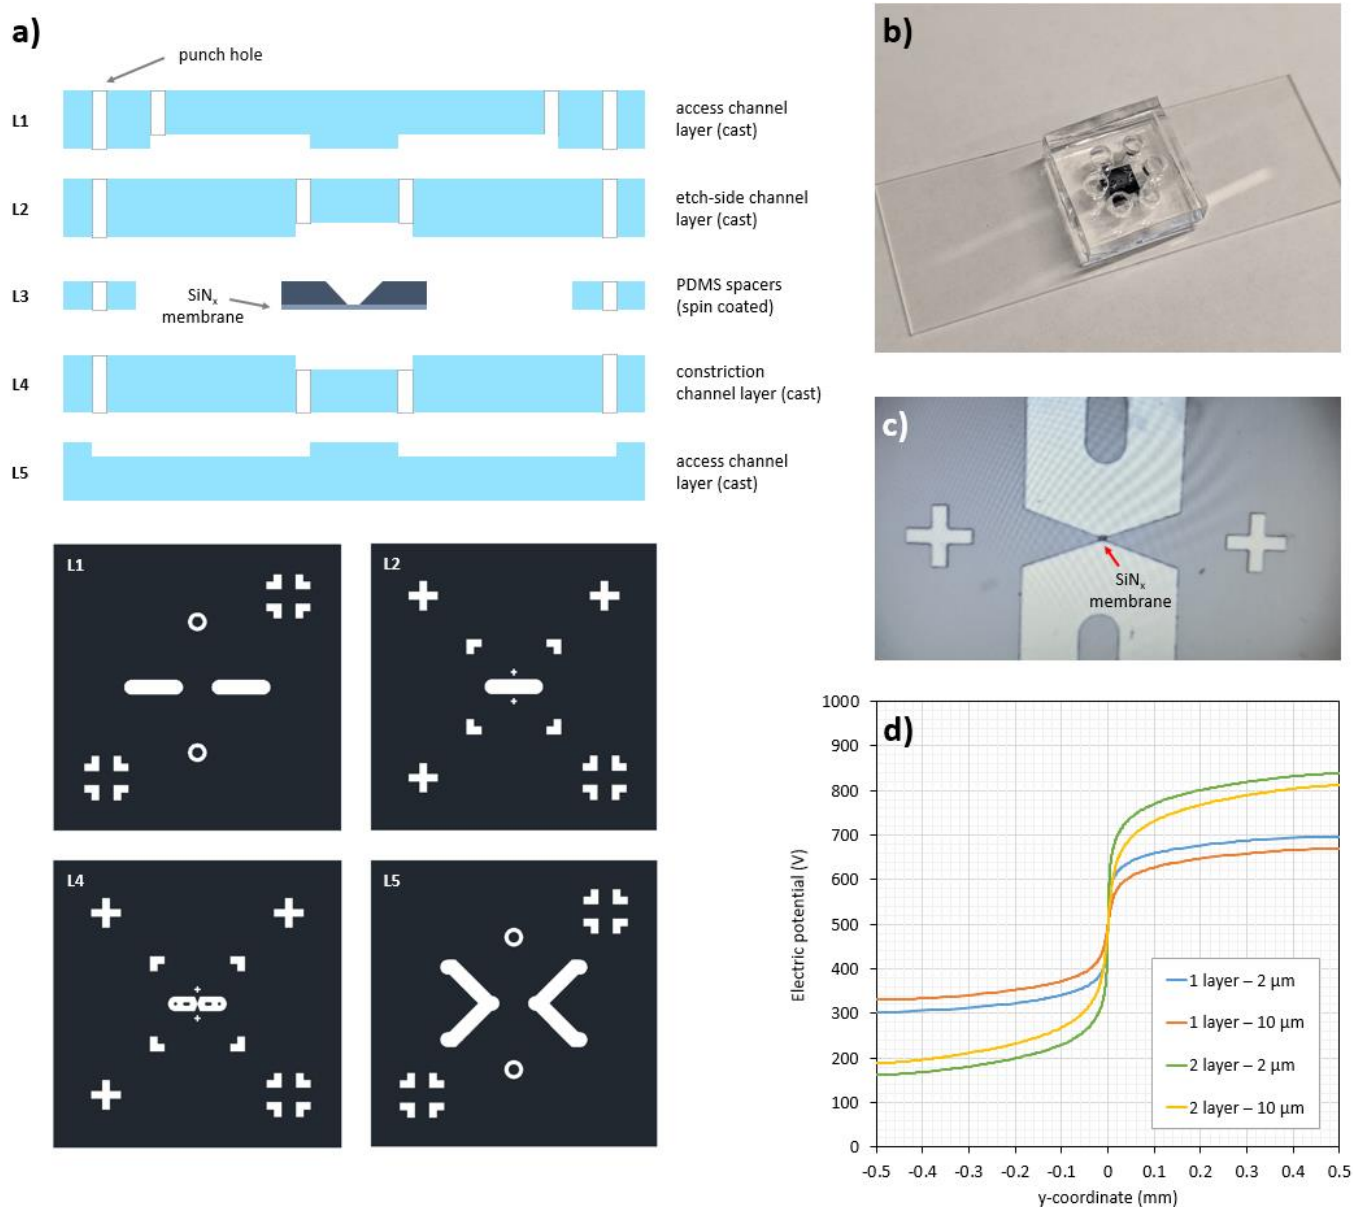 a)
punch hole
L1
access channel
layer (cast)
L2
etch-side channel
layer (cast)
L3
SiNx
membrane
PDMS spacers
(spin coated)
L4
constriction
channel layer (cast)
L5
access channel
layer (cast)
L1
L2
L4
L5
b)
c)
SiNx
membrane
d)
Electric potential (V)
1000
900
800
700
600
500
400
300
200
100
0
-0.5
-0.4
-0.3
-0.2
-0.1
0
0.1
0.2
0.3
0.4
0.5
y-coordinate (mm)
1 layer – 2 µm
1 layer – 10 µm
2 layer – 2 µm
2 layer – 10 µm